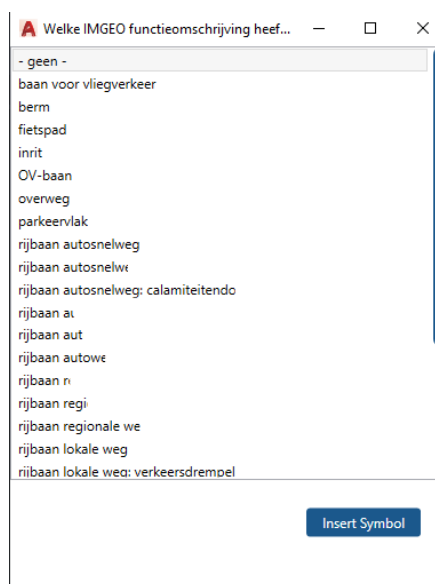 Welke IMGEO functieomschrijving heef...
- geen -
baan voor vliegverkeer
berm
fietspad
inrit
OV-baan
overweg
parkeervlak
rijbaan autosnelweg
rijbaan autosnelwe
rijbaan autosnelweg: calamiteitendo
rijbaan au
rijbaan aut
rijbaan autowe
rijbaan r
rijbaan regi
rijbaan regionale we
rijbaan lokale weg
rijbaan lokale weg: verkeersdrempel
Insert Symbol